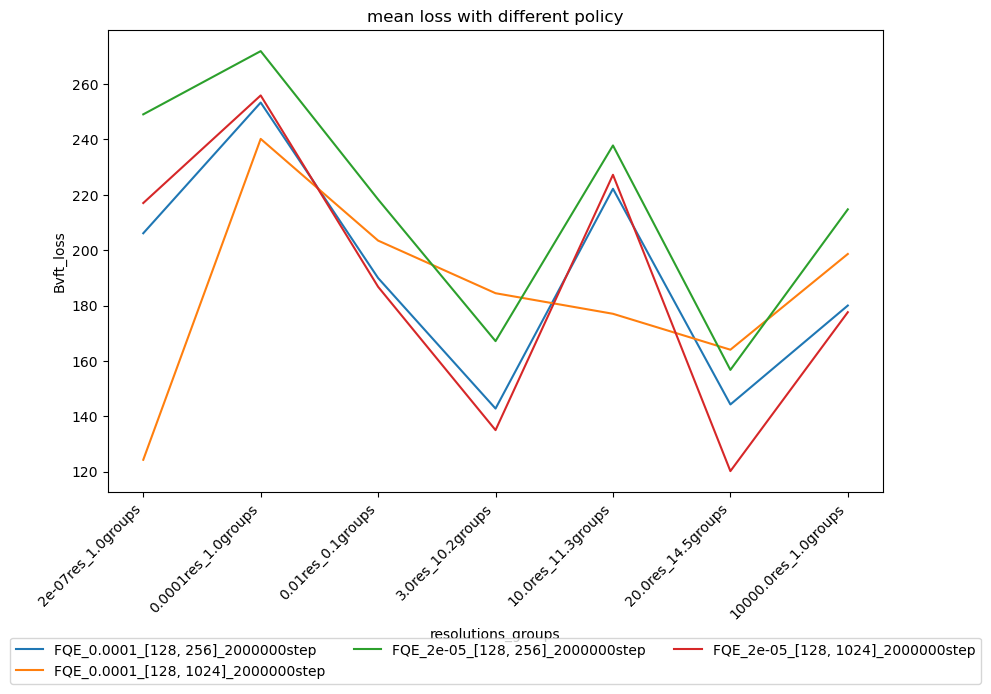 mean loss with different policy
Bvft_loss
260
240
220
200
180
160
140
120
2e-07res_1.0groups
0.0001res_1.0groups
0.01res_0.1groups
3.0res_10.2groups
10.0res_11.3groups
20.0res_14.5groups
10000.0res_1.0groups
resolutions_groups
FQE_0.0001_[128, 256]_2000000step
FQE_0.0001_[128, 1024]_2000000step
FQE_2e-05_[128, 256]_2000000step
FQE_2e-05_[128, 1024]_2000000step